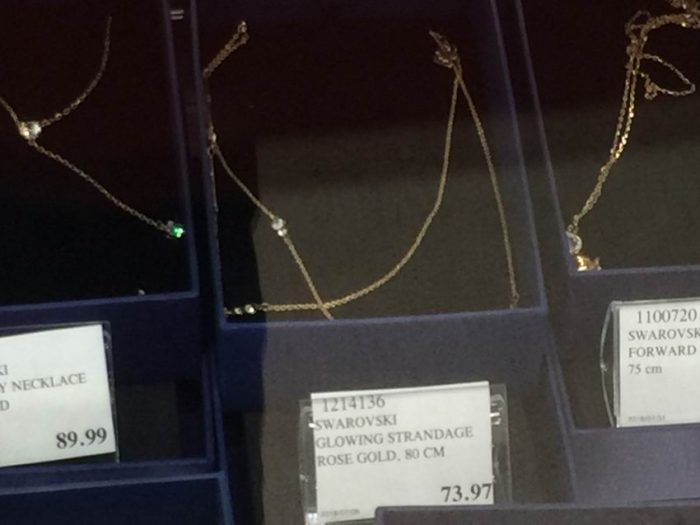 KI
Y NECKLACE
D
89.99
1214136
SWAROVSKI
GLOWING STRANDAGE
ROSE GOLD, 80 CM
73.97
1100720
SWAROVSK
FORWARD
75 cm